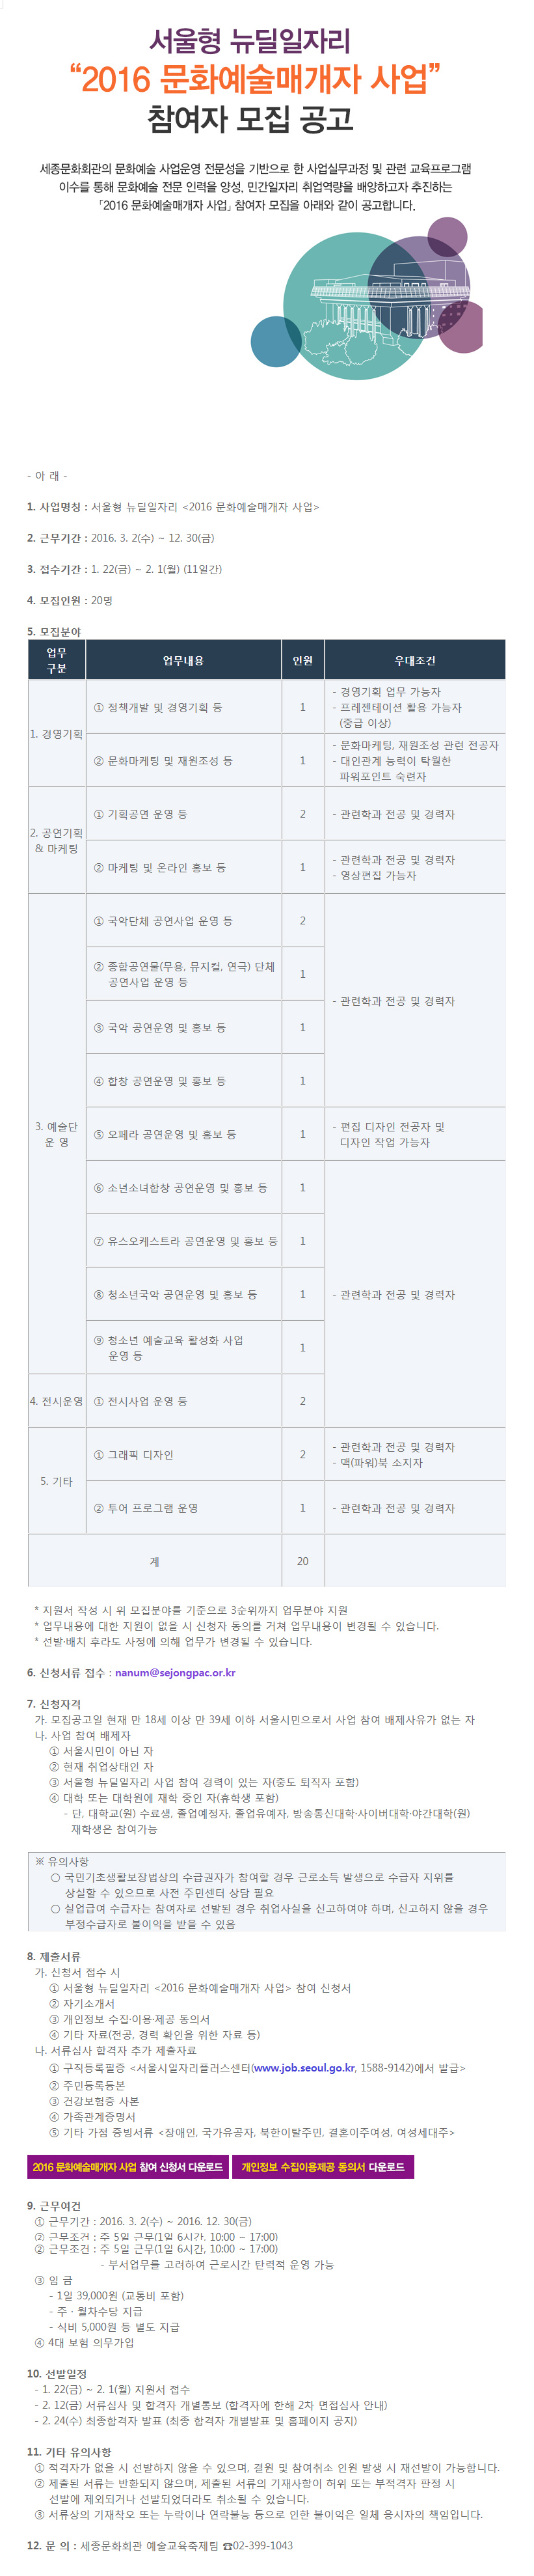 서울형 뉴딜일자리
“2016 문화예술매개자 사업”
참여자 모집 공고
세종문화회관의 문화예술 사업운영 전문성을 기반으로 한 사업실무과정 및 관련 교육프로그램
이수를 통해 문화예술 전문 인력을 양성, 민간일자리 취업역량을 배양하고자 추진하는
「2016 문화예술매개자 사업」 참여자 모집을 아래와 같이 공고합니다.
- 아 래 -
1. 사업명칭 : 서울형 뉴딜일자리 <2016 문화예술매개자 사업>
2. 근무기간 : 2016. 3. 2(수) ~ 12. 30(금)
3. 접수기간 : 1. 22(금) ~ 2. 1(월) (11일간)
4. 모집인원 : 20명
5. 모집분야
업무
구분
업무내용
인원
우대조건
1. 경영기획
① 정책개발 및 경영기획 등
1
- 경영기획 업무 가능자
- 프레젠테이션 활용 가능자
(중급 이상)
② 문화마케팅 및 재원조성 등
1
- 문화마케팅, 재원조성 관련 전공자
- 대인관계 능력이 탁월한
파워포인트 숙련자
2. 공연기획
& 마케팅
① 기획공연 운영 등
2
- 관련학과 전공 및 경력자
② 마케팅 및 온라인 홍보 등
1
- 관련학과 전공 및 경력자
- 영상편집 가능자
3. 예술단
운 영
① 국악단체 공연사업 운영 등
2
② 종합공연물(무용, 뮤지컬, 연극) 단체
공연사업 운영 등
1
- 관련학과 전공 및 경력자
③ 국악 공연운영 및 홍보 등
1
④ 합창 공연운영 및 홍보 등
1
⑤ 오페라 공연운영 및 홍보 등
1
- 편집 디자인 전공자 및
디자인 작업 가능자
⑥ 소년소녀합창 공연운영 및 홍보 등
1
⑦ 유스오케스트라 공연운영 및 홍보 등
1
⑧ 청소년국악 공연운영 및 홍보 등
1
- 관련학과 전공 및 경력자
⑨ 청소년 예술교육 활성화 사업
운영 등
1
4. 전시운영
① 전시사업 운영 등
2
5. 기타
① 그래픽 디자인
2
- 관련학과 전공 및 경력자
- 맥(파워)북 소지자
② 투어 프로그램 운영
1
- 관련학과 전공 및 경력자
계
20
* 지원서 작성 시 위 모집분야를 기준으로 3순위까지 업무분야 지원
* 업무내용에 대한 지원이 없을 시 신청자 동의를 거쳐 업무내용이 변경될 수 있습니다.
* 선발·배치 후라도 사정에 의해 업무가 변경될 수 있습니다.
6. 신청서류 접수 : nanum@sejongpac.or.kr
7. 신청자격
가. 모집공고일 현재 만 18세 이상 만 39세 이하 서울시민으로서 사업 참여 배제사유가 없는 자
나. 사업 참여 배제자
① 서울시민이 아닌 자
② 현재 취업상태인 자
③ 서울형 뉴딜일자리 사업 참여 경력이 있는 자(중도 퇴직자 포함)
④ 대학 또는 대학원에 재학 중인 자(휴학생 포함)
- 단, 대학교(원) 수료생, 졸업예정자, 졸업유예자, 방송통신대학·사이버대학·야간대학(원)
재학생은 참여가능
※ 유의사항
○ 국민기초생활보장법상의 수급권자가 참여할 경우 근로소득 발생으로 수급자 지위를
상실할 수 있으므로 사전 주민센터 상담 필요
○ 실업급여 수급자는 참여자로 선발된 경우 취업사실을 신고하여야 하며, 신고하지 않을 경우
부정수급자로 불이익을 받을 수 있음
8. 제출서류
가. 신청서 접수 시
① 서울형 뉴딜일자리 <2016 문화예술매개자 사업> 참여 신청서
② 자기소개서
③ 개인정보 수집·이용·제공 동의서
④ 기타 자료(전공, 경력 확인을 위한 자료 등)
나. 서류심사 합격자 추가 제출자료
① 구직등록필증 <서울시일자리플러스센터(www.job.seoul.go.kr, 1588-9142)에서 발급>
② 주민등록등본
③ 건강보험증 사본
④ 가족관계증명서
⑤ 기타 가점 증빙서류 <장애인, 국가유공자, 북한이탈주민, 결혼이주여성, 여성세대주>
2016 문화예술매개자 사업 참여 신청서 다운로드
개인정보 수집이용제공 동의서 다운로드
9. 근무여건
① 근무기간 : 2016. 3. 2(수) ~ 2016. 12. 30(금)
② 근무조건 : 주 5일 근무(1일 6시간, 10:00 ~ 17:00)
② 근무조건 : 주 5일 근무(1일 6시간, 10:00 ~ 17:00)
- 부서업무를 고려하여 근로시간 탄력적 운영 가능
③ 임 금
- 1일 39,000원 (교통비 포함)
- 주 · 월차수당 지급
- 식비 5,000원 등 별도 지급
④ 4대 보험 의무가입
10. 선발일정
- 1. 22(금) ~ 2. 1(월) 지원서 접수
- 2. 12(금) 서류심사 및 합격자 개별통보 (합격자에 한해 2차 면접심사 안내)
- 2. 24(수) 최종합격자 발표 (최종 합격자 개별발표 및 홈페이지 공지)
11. 기타 유의사항
① 적격자가 없을 시 선발하지 않을 수 있으며, 결원 및 참여취소 인원 발생 시 재선발이 가능합니다.
② 제출된 서류는 반환되지 않으며, 제출된 서류의 기재사항이 허위 또는 부적격자 판정 시
선발에 제외되거나 선발되었더라도 취소될 수 있습니다.
③ 서류상의 기재착오 또는 누락이나 연락불능 등으로 인한 불이익은 일체 응시자의 책임입니다.
12. 문 의 : 세종문화회관 예술교육축제팀 ☎02-399-1043